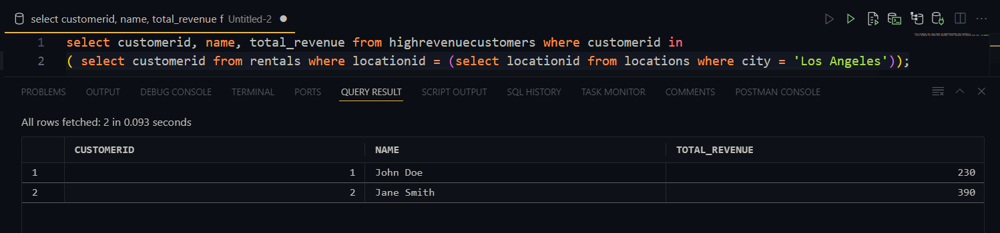 select customerid, name, total_revenue f Untitled-2
1 select customerid, name, total_revenue from highrevenuecustomers where customerid in
2 ( select customerid from rentals where locationid = (select locationid from locations where city = 'Los Angeles'));
PROBLEMS OUTPUT DEBUG CONSOLE TERMINAL PORTS QUERY RESULT SCRIPT OUTPUT SQL HISTORY TASK MONITOR COMMENTS POSTMAN CONSOLE
All rows fetched: 2 in 0.093 seconds
CUSTOMERID NAME TOTAL_REVENUE
1 1 John Doe 230
2 2 Jane Smith 390